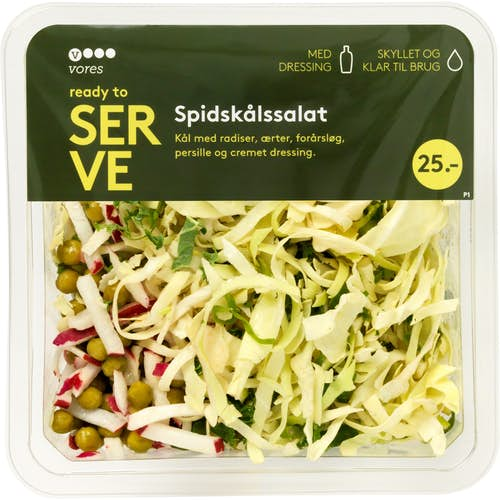 v
vores
MED
DRESSING
SKYLLET OG
KLAR TIL BRUG
ready to
SER
VE
Spidskålssalat
Kål med radiser, ærter, forårsløg,
persille og cremet dressing.
25.-
P1